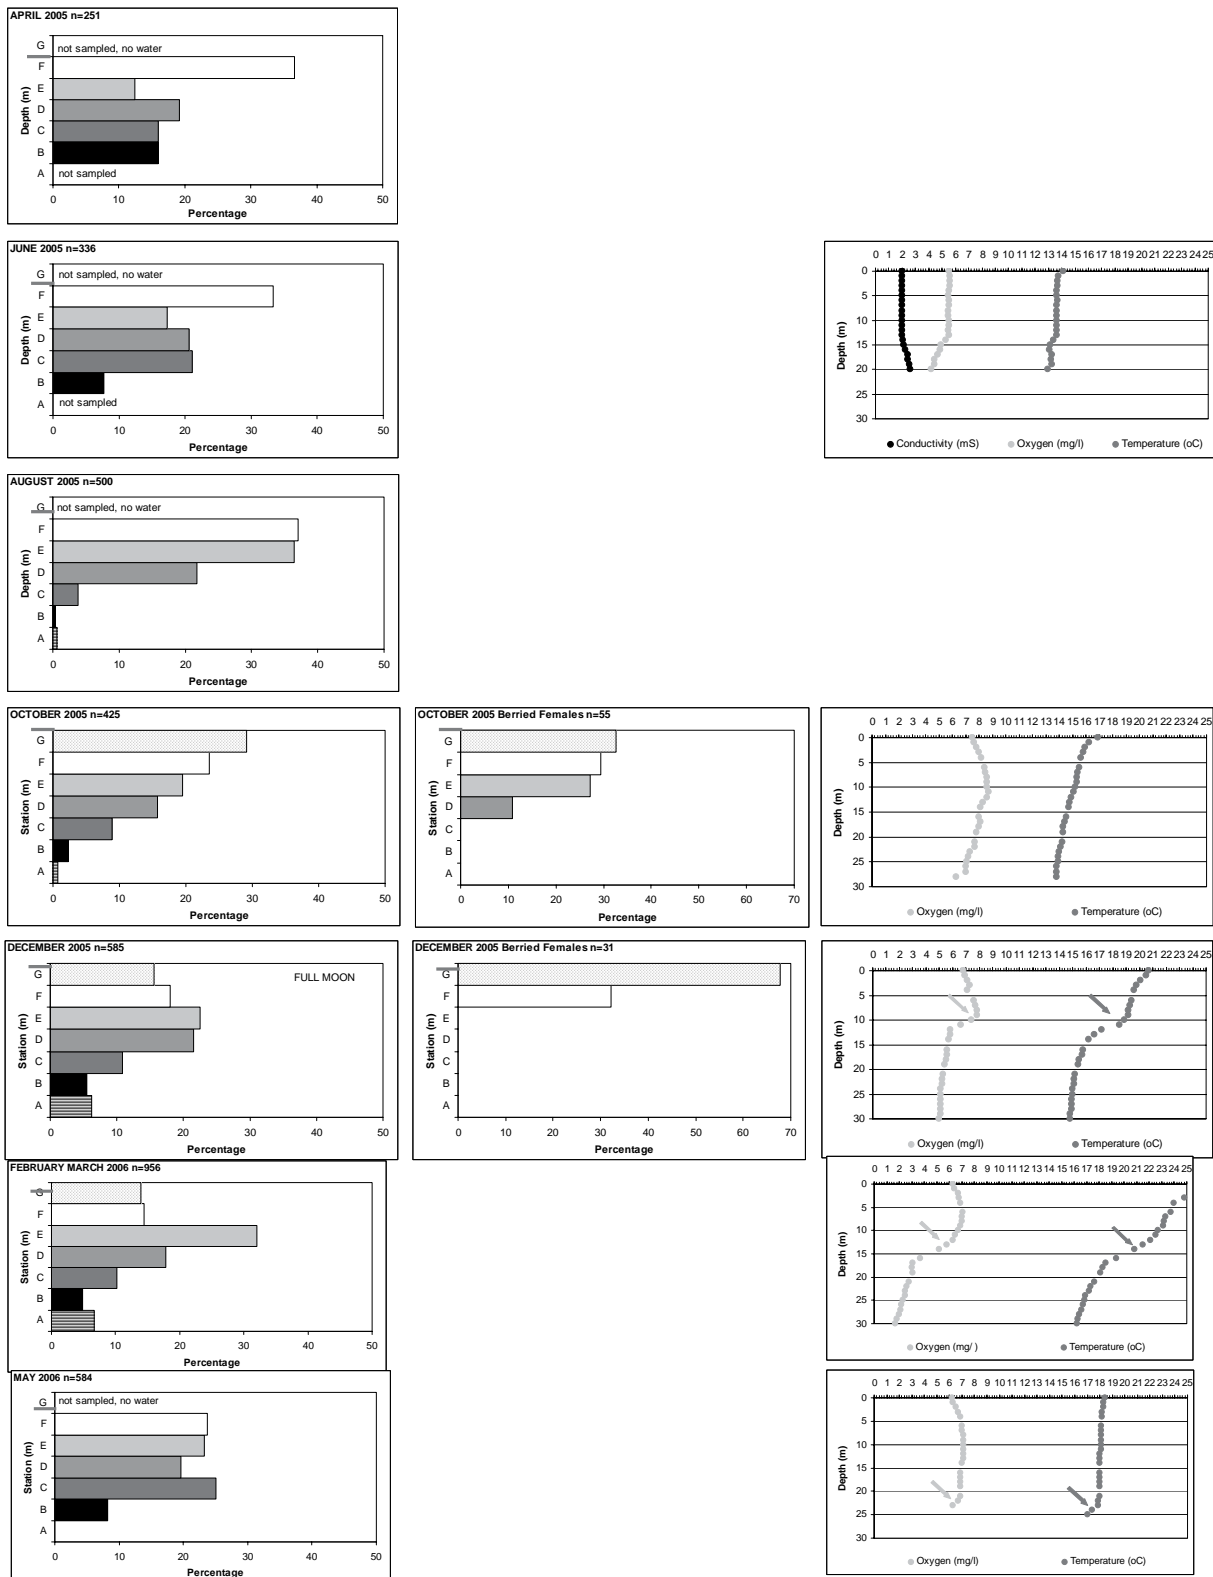 APRIL 2005 n=251
G not sampled, no water
F
E
D
C
B
A not sampled
Depth (m)
0 10 20 30 40 50
Percentage
JUNE 2005 n=336
G not sampled, no water
F
E
D
C
B
A not sampled
Depth (m)
0 10 20 30 40 50
Percentage
0 1 2 3 4 5 6 7 8 9 10 11 12 13 14 15 16 17 18 19 20 21 22 23 24 25
0
5
10
15
20
25
30
Depth (m)
Conductivity (mS) Oxygen (mg/l) Temperature (oC)
AUGUST 2005 n=500
G not sampled, no water
F
E
D
C
B
A
Depth (m)
0 10 20 30 40 50
Percentage
OCTOBER 2005 n=425
G
F
E
D
C
B
A
Station (m)
0 10 20 30 40 50
Percentage
OCTOBER 2005 Berried Females n=55
G
F
E
D
C
B
A
Station (m)
0 10 20 30 40 50 60 70
Percentage
0 1 2 3 4 5 6 7 8 9 10 11 12 13 14 15 16 17 18 19 20 21 22 23 24 25
0
5
10
15
20
25
30
Depth (m)
Oxygen (mg/l) Temperature (oC)
DECEMBER 2005 n=585
G
FULL MOON
F
E
D
C
B
A
Station (m)
0 10 20 30 40 50
Percentage
DECEMBER 2005 Berried Females n=31
G
F
E
D
C
B
A
Station (m)
0 10 20 30 40 50 60 70
Percentage
0 1 2 3 4 5 6 7 8 9 10 11 12 13 14 15 16 17 18 19 20 21 22 23 24 25
0
5
10
15
20
25
30
Depth (m)
Oxygen (mg/l) Temperature (oC)
FEBRUARY MARCH 2006 n=956
G
F
E
D
C
B
A
Station (m)
0 10 20 30 40 50
Percentage
0 1 2 3 4 5 6 7 8 9 10 11 12 13 14 15 16 17 18 19 20 21 22 23 24 25
0
5
10
15
20
25
30
Depth (m)
Oxygen (mg/ ) Temperature (oC)
MAY 2006 n=584
G not sampled, no water
F
E
D
C
B
A
Station (m)
0 10 20 30 40 50
Percentage
0 1 2 3 4 5 6 7 8 9 10 11 12 13 14 15 16 17 18 19 20 21 22 23 24 25
0
5
10
15
20
25
30
Depth (m)
Oxygen (mg/l) Temperature (oC)